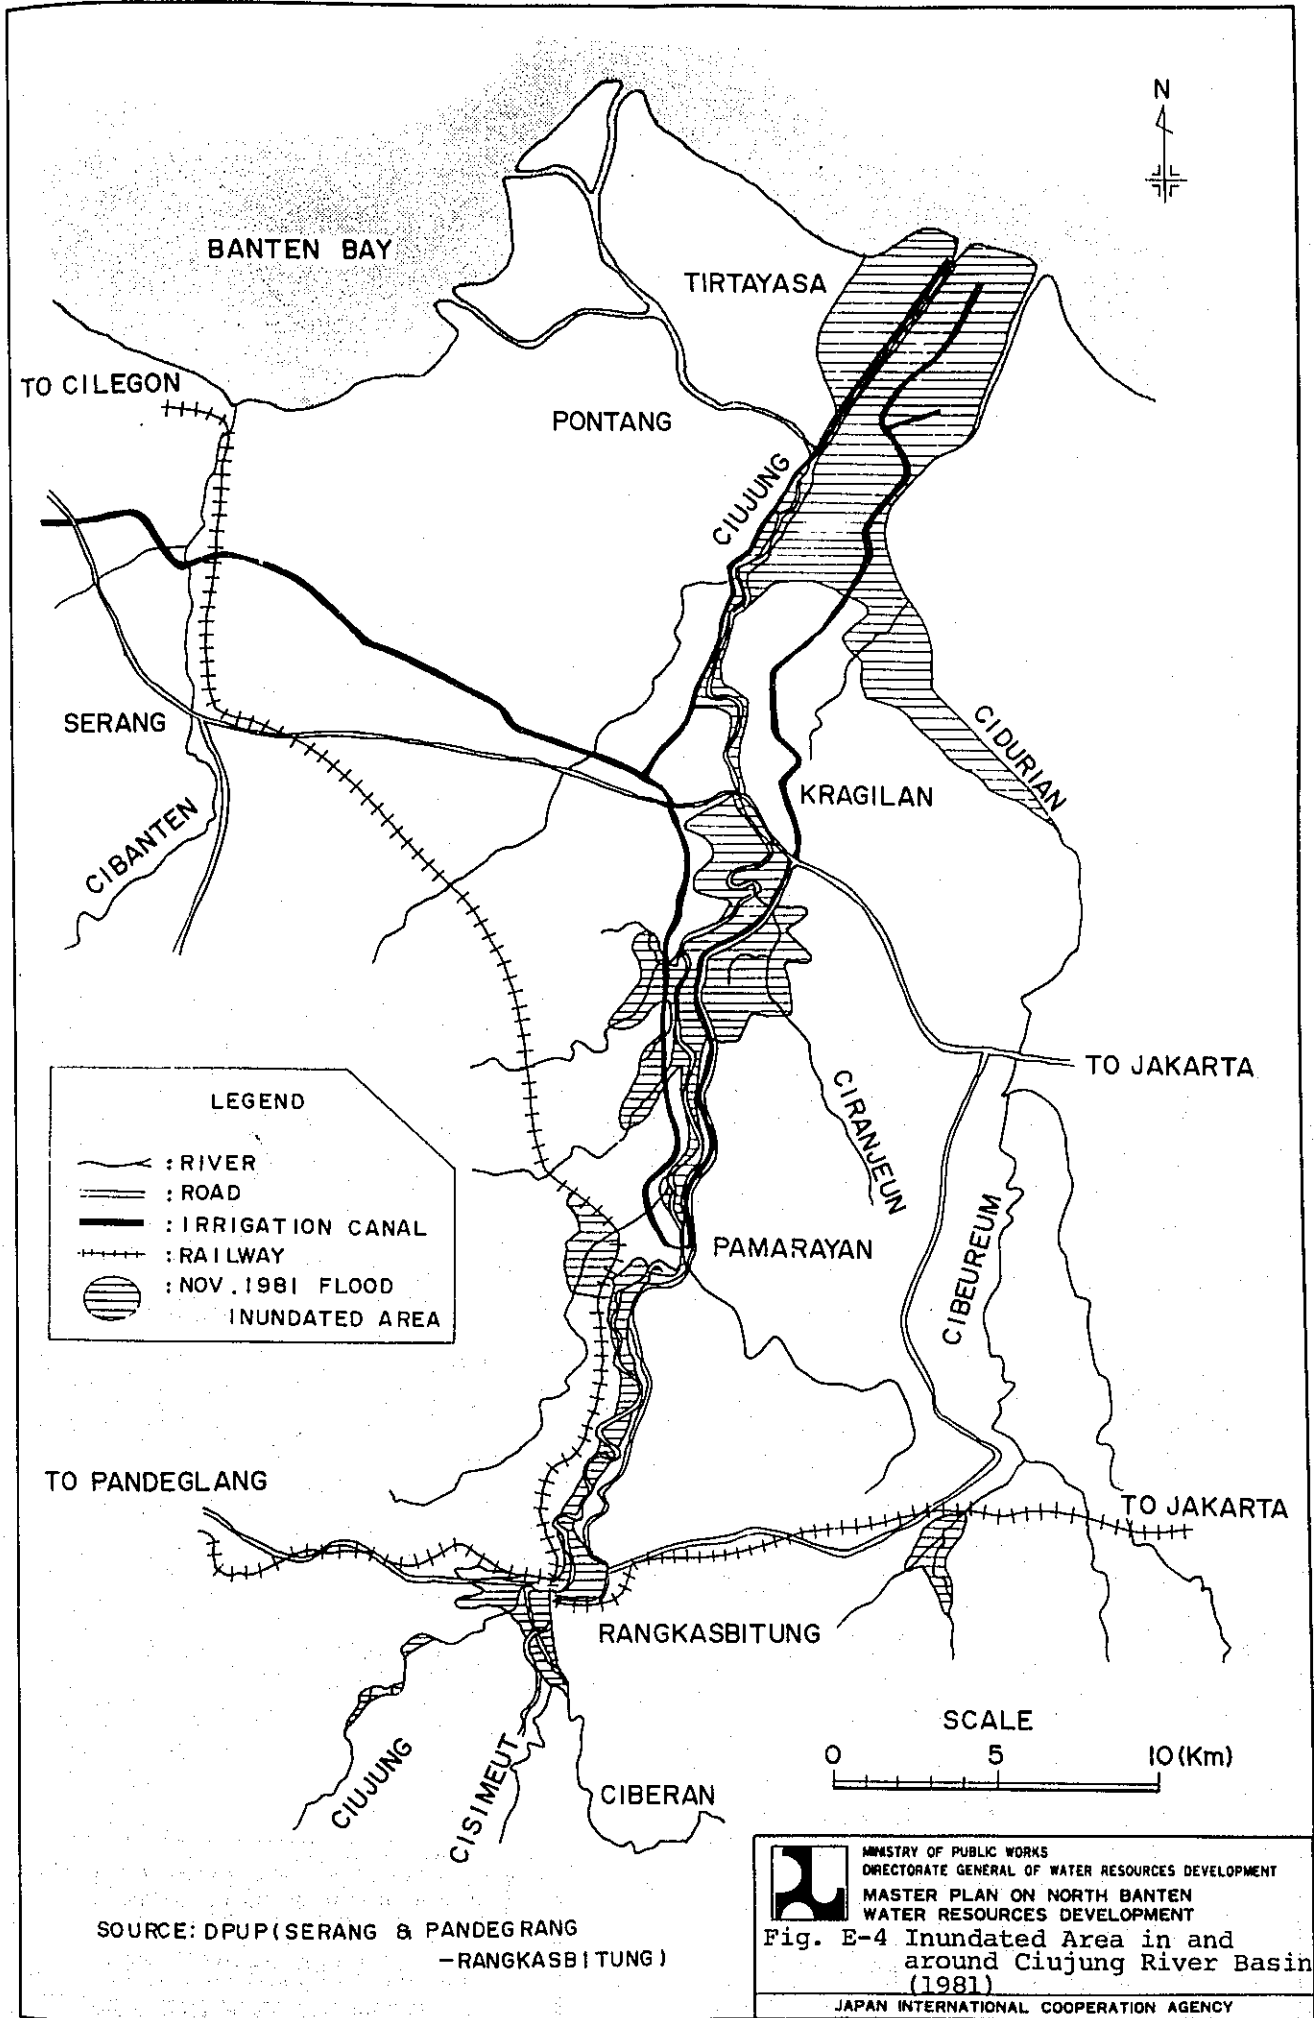 N
BANTEN BAY
TIRTAYASA
TO CILEGON
PONTANG
CIUJUNG
SERANG
CIDURIAN
KRAGILAN
CIBANTEN
TO JAKARTA
CIRANJEUN
LEGEND
: RIVER
: ROAD
: IRRIGATION CANAL
: RAILWAY
: NOV. 1981 FLOOD
INUNDATED AREA
PAMARAYAN
CIBEUREUM
TO PANDEGLANG
TO JAKARTA
RANGKASBITUNG
CIUJUNG
CISIMEUT
CIBERAN
SCALE
0 5 10 (Km)
SOURCE: DPUP (SERANG & PANDEGRANG
-RANGKASBITUNG)
MINISTRY OF PUBLIC WORKS
DIRECTORATE GENERAL OF WATER RESOURCES DEVELOPMENT
MASTER PLAN ON NORTH BANTEN
WATER RESOURCES DEVELOPMENT
Fig. E-4 Inundated Area in and
around Ciujung River Basin
(1981)
JAPAN INTERNATIONAL COOPERATION AGENCY